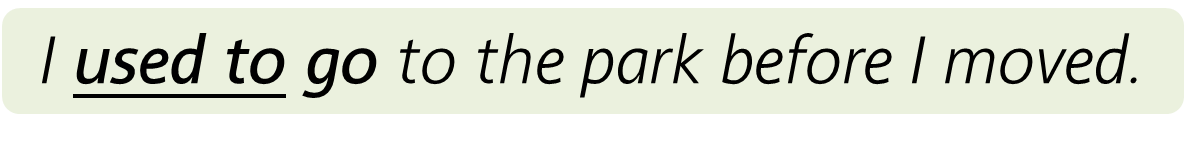 I used to go to the park before I moved.